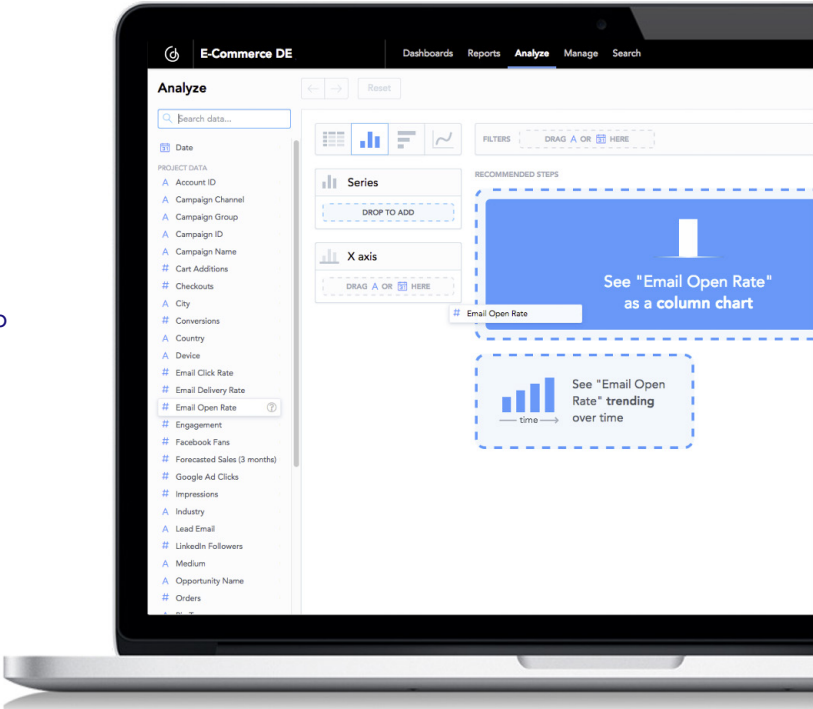 E-Commerce DE
Dashboards Reports Analyze Manage Search
Analyze
Reset
Search data...
Date
PROJECT DATA
A Account ID
A Campaign Channel
A Campaign Group
A Campaign ID
A Campaign Name
# Cart Additions
# Checkouts
A City
# Conversions
A Country
A Device
# Email Click Rate
# Email Delivery Rate
# Email Open Rate ?
# Engagement
# Facebook Fans
# Forecasted Sales (3 months)
# Google Ad Clicks
# Impressions
A Industry
A Lead Email
# LinkedIn Followers
A Medium
A Opportunity Name
# Orders
Series
DROP TO ADD
X axis
DRAG A OR HERE
FILTERS DRAG A OR HERE
RECOMMENDED STEPS
See "Email Open Rate"
as a column chart
# Email Open Rate
See "Email Open
Rate" trending
over time
time